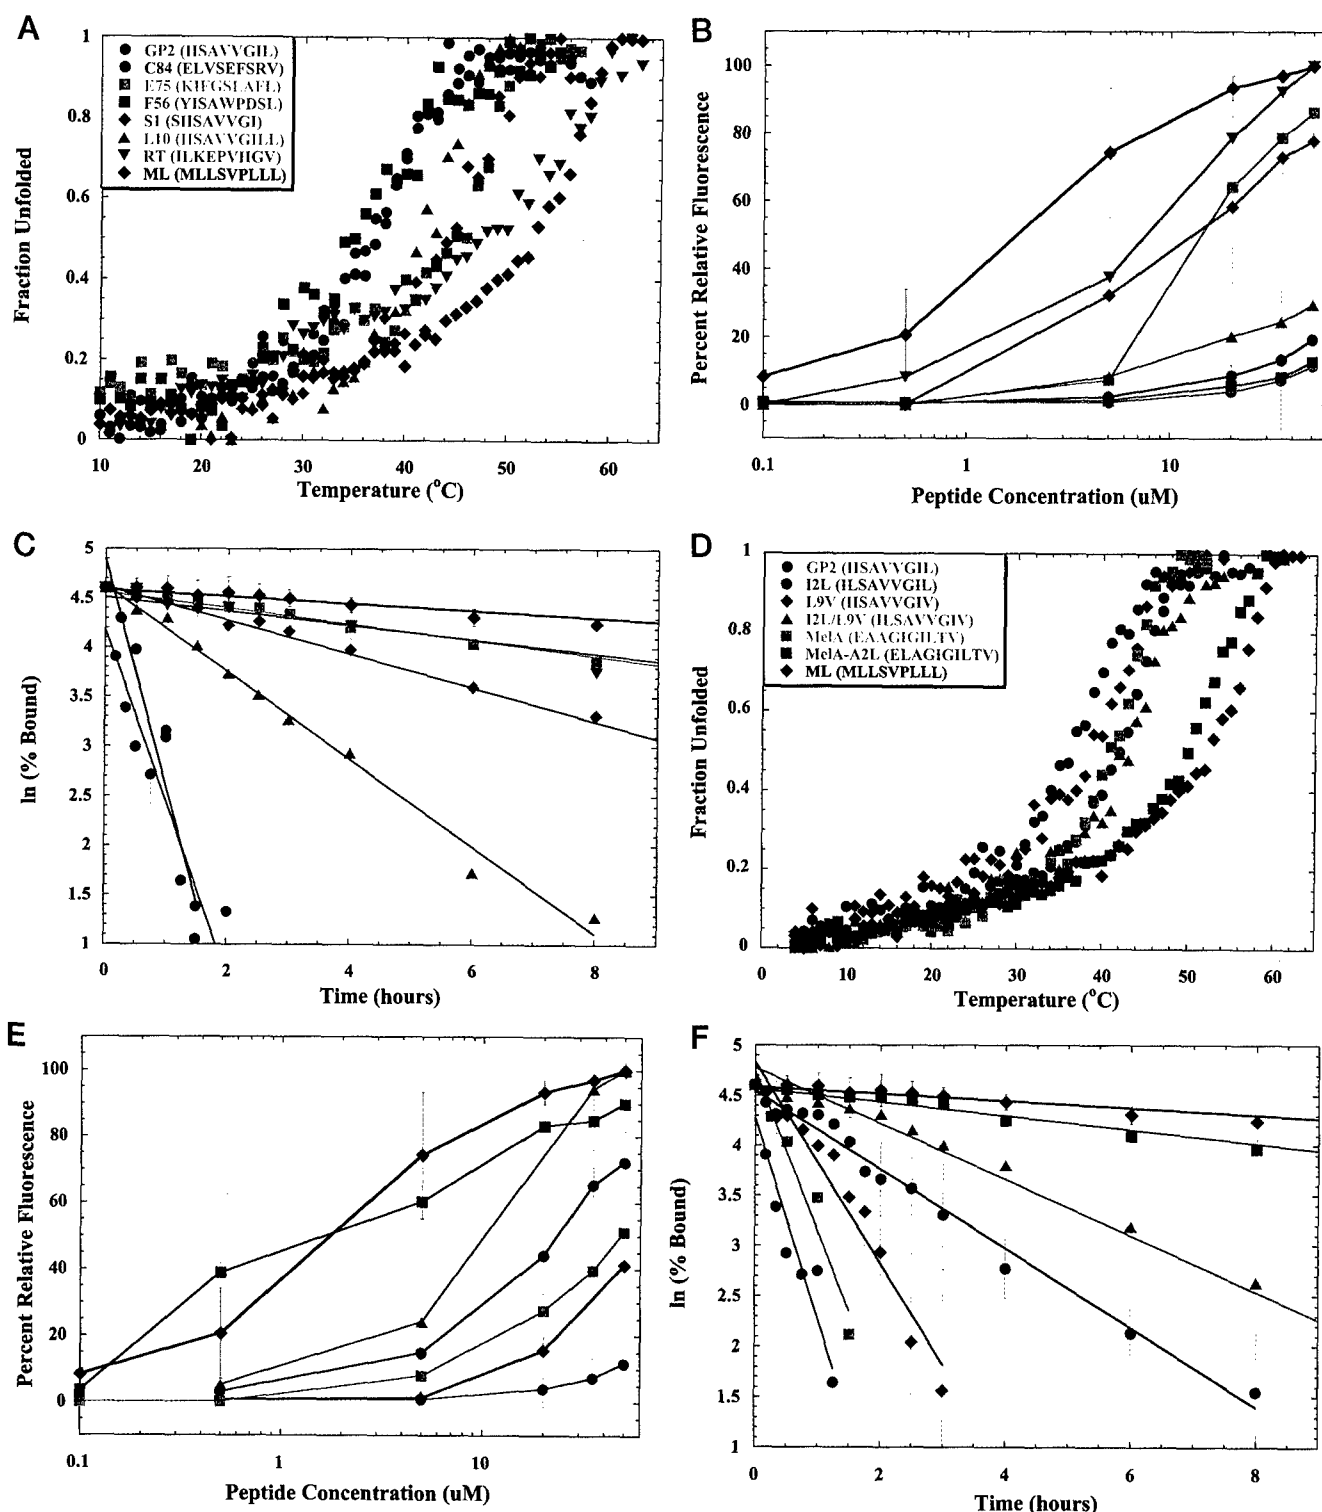 A
1
0.8
0.6
0.4
0.2
0
Fraction Unfolded
GP2 (IISAVVGIL)
C84 (ELVSEFSRV)
E75 (KIFGSLAFL)
F56 (YISAWPDSL)
S1 (SIISAVVGI)
L10 (IISAVVGILL)
RT (ILKEPVHGV)
ML (MLLSVPLLL)
10 20 30 40 50 60
Temperature (°C)
B
100
80
60
40
20
0
Percent Relative Fluorescence
0.1 1 10
Peptide Concentration (uM)
C
5
4.5
4
3.5
3
2.5
2
1.5
1
ln (% Bound)
0 2 4 6 8
Time (hours)
D
1
0.8
0.6
0.4
0.2
0
Fraction Unfolded
GP2 (IISAVVGIL)
I2L (ILSAVVGIL)
L9V (IISAVVGIV)
I2L/L9V (ILSAVVGIV)
MelA (EAAGIGILTV)
MelA-A2L (ELAGIGILTV)
ML (MLLSVPLLL)
0 10 20 30 40 50 60
Temperature (°C)
E
100
80
60
40
20
0
Percent Relative Fluorescence
0.1 1 10
Peptide Concentration (uM)
F
5
4.5
4
3.5
3
2.5
2
1.5
1
ln (% Bound)
0 2 4 6 8
Time (hours)